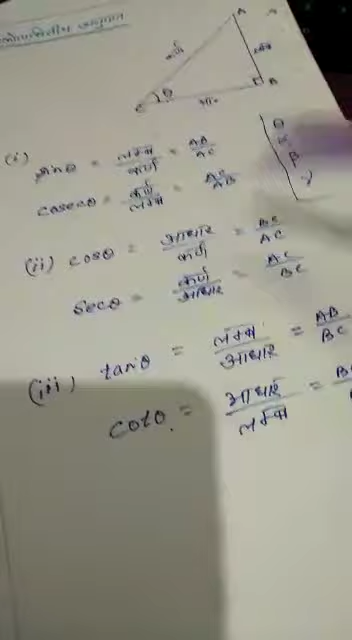 त्रिकोणमितीय अनुपात
A
कर्ण
लम्ब
C θ आधार B
(i) sinθ = लम्ब/कर्ण = AB/AC
cosecθ = कर्ण/लम्ब = AC/AB
θ
α
β
γ
(ii) cosθ = आधार/कर्ण = BC/AC
secθ = कर्ण/आधार = AC/BC
(iii) tanθ = लम्ब/आधार = AB/BC
cotθ = आधार/लम्ब =